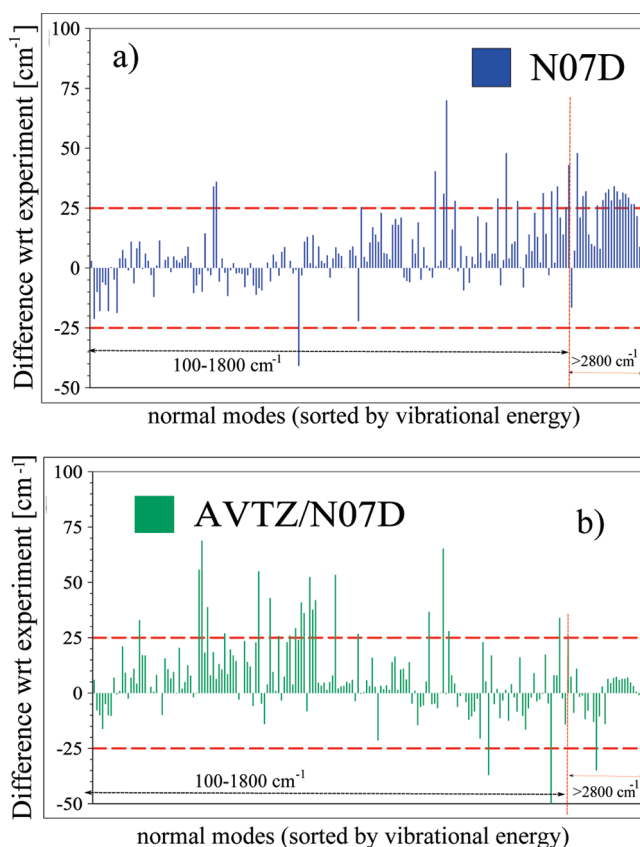 Difference wrt experiment [cm⁻¹]
100
75
50
25
0
-25
-50
a)
N07D
100-1800 cm⁻¹
>2800 cm⁻¹
normal modes (sorted by vibrational energy)
Difference wrt experiment [cm⁻¹]
100
75
50
25
0
-25
-50
AVTZ/N07D
b)
100-1800 cm⁻¹
>2800 cm⁻¹
normal modes (sorted by vibrational energy)